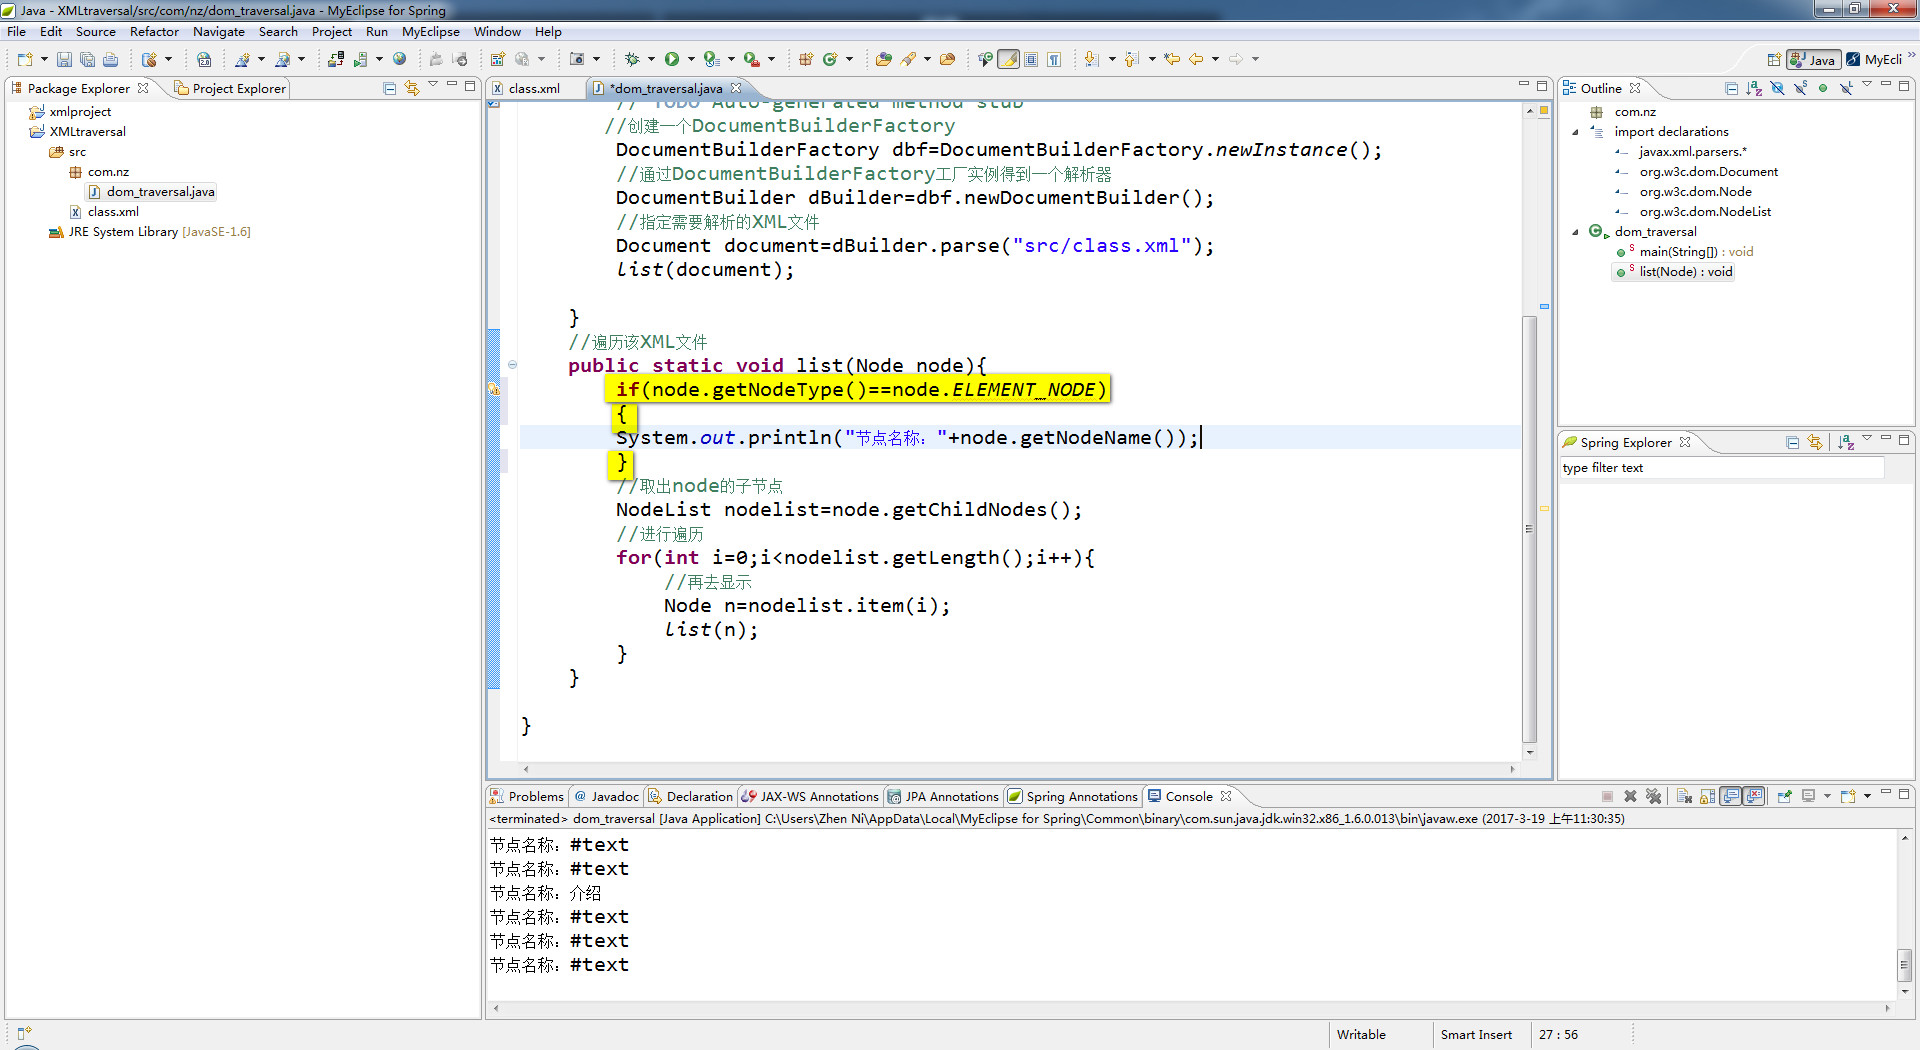 Java - XMLtraversal/src/com/nz/dom_traversal.java - MyEclipse for Spring
File Edit Source Refactor Navigate Search Project Run MyEclipse Window Help
Java MyEcli
Package Explorer Project Explorer
xmlproject
XMLtraversal
src
com.nz
dom_traversal.java
class.xml
JRE System Library [JavaSE-1.6]
class.xml *dom_traversal.java
// TODO Auto-generated method stub
//创建一个DocumentBuilderFactory
DocumentBuilderFactory dbf=DocumentBuilderFactory.newInstance();
//通过DocumentBuilderFactory工厂实例得到一个解析器
DocumentBuilder dBuilder=dbf.newDocumentBuilder();
//指定需要解析的XML文件
Document document=dBuilder.parse("src/class.xml");
list(document);
}
//遍历该XML文件
public static void list(Node node){
if(node.getNodeType()==node.ELEMENT_NODE)
{
System.out.println("节点名称："+node.getNodeName());
}
//取出node的子节点
NodeList nodelist=node.getChildNodes();
//进行遍历
for(int i=0;i<nodelist.getLength();i++){
//再去显示
Node n=nodelist.item(i);
list(n);
}
}
}
Outline
com.nz
import declarations
javax.xml.parsers.*
org.w3c.dom.Document
org.w3c.dom.Node
org.w3c.dom.NodeList
dom_traversal
main(String[]) : void
list(Node) : void
Spring Explorer
type filter text
Problems Javadoc Declaration JAX-WS Annotations JPA Annotations Spring Annotations Console
<terminated> dom_traversal [Java Application] C:\Users\Zhen Ni\AppData\Local\MyEclipse for Spring\Common\binary\com.sun.java.jdk.win32.x86_1.6.0.013\bin\javaw.exe (2017-3-19 上午11:30:35)
节点名称：#text
节点名称：#text
节点名称：介绍
节点名称：#text
节点名称：#text
节点名称：#text
Writable Smart Insert 27 : 56